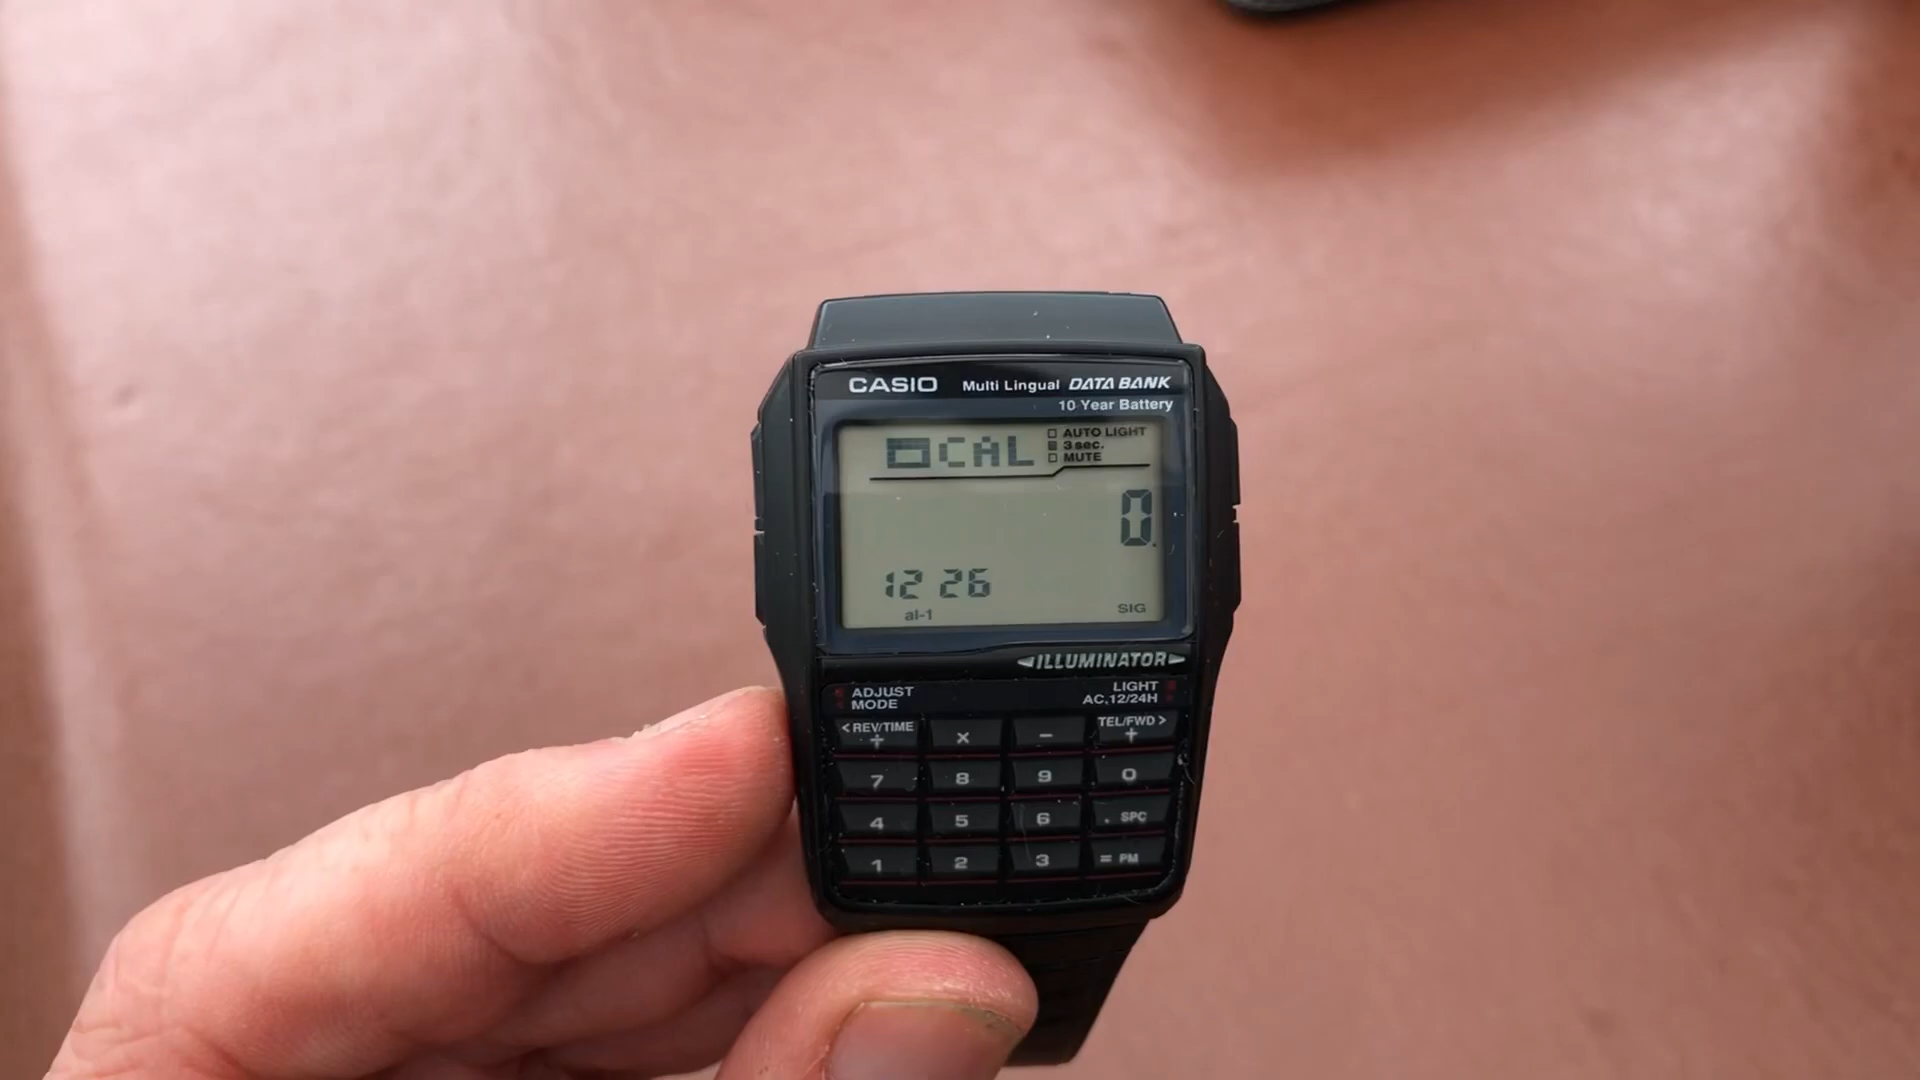 CASIO Multi Lingual DATA BANK
10 Year Battery
CAL
AUTO LIGHT
3 sec.
MUTE
0.
12 26
al-1 SIG
ILLUMINATOR
ADJUST LIGHT
MODE AC,12/24H
< REV/TIME TEL/FWD >
÷ × − +
7 8 9 0
4 5 6 . SPC
1 2 3 = PM